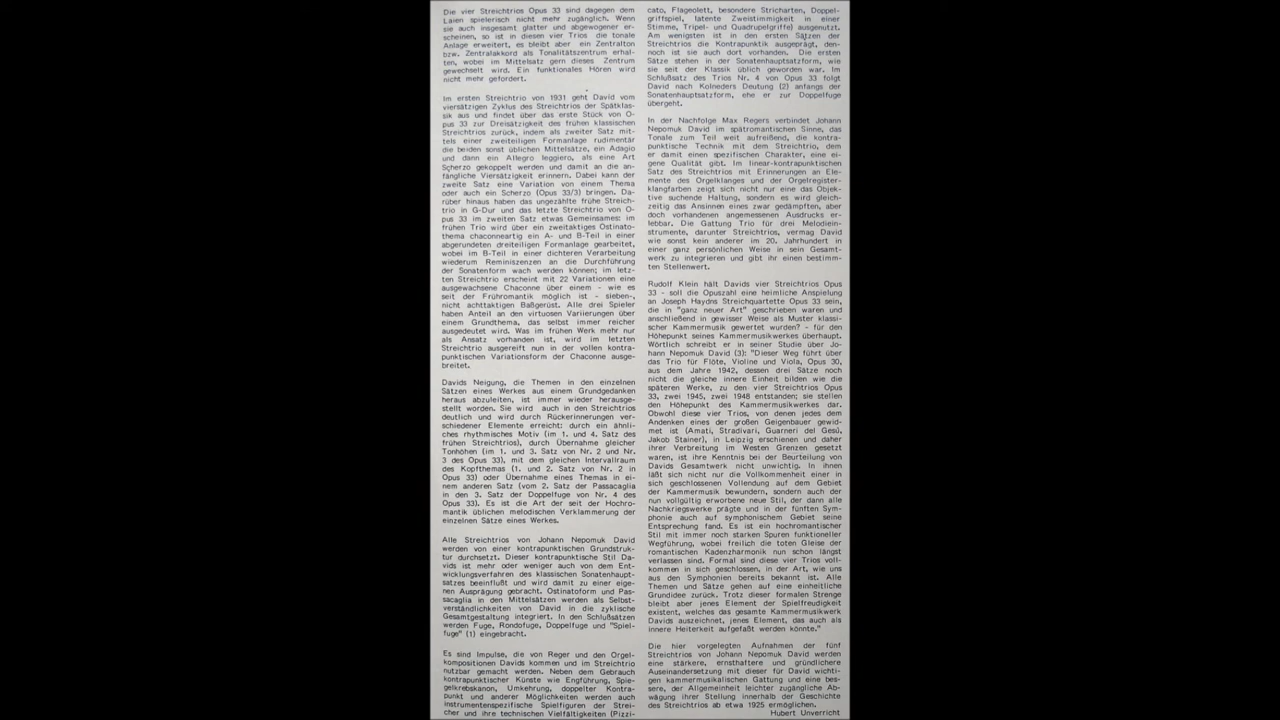 Die vier Streichtrios Opus 33 sind dagegen dem
Laien spielerisch nicht mehr zugänglich. Wenn
sie auch insgesamt glatter und abgewogener er-
scheinen, so ist in diesen vier Trios die tonale
Anlage erweitert, es bleibt aber ein Zentralton
bzw. Zentralakkord als Tonalitätszentrum erhal-
ten, wobei im Mittelsatz gern dieses Zentrum
gewechselt wird. Ein funktionales Hören wird
nicht mehr gefordert.
Im ersten Streichtrio von 1931 geht David vom
viersätzigen Zyklus des Streichtrios der Spätklas-
sik aus und findet über das erste Stück von O-
pus 33 zur Dreisätzigkeit des frühen klassischen
Streichtrios zurück, indem als zweiter Satz mit-
tels einer zweiteiligen Formanlage rudimentär
die beiden sonst üblichen Mittelsätze, ein Adagio
und dann ein Allegro leggiero, als eine Art
Scherzo gekoppelt werden und damit an die an-
fängliche Viersätzigkeit erinnern. Dabei kann der
zweite Satz eine Variation von einem Thema
oder auch ein Scherzo (Opus 33/3) bringen. Da-
rüber hinaus haben das ungezählte frühe Streich-
trio in G-Dur und das letzte Streichtrio von O-
pus 33 im zweiten Satz etwas Gemeinsames: im
frühen Trio wird über ein zweitaktiges Ostinato-
thema chaconneartig ein A- und B-Teil in einer
abgerundeten dreiteiligen Formanlage gearbeitet,
wobei im B-Teil in einer dichteren Verarbeitung
wiederum Reminiszenzen an die Durchführung
der Sonatenform wach werden können; im letz-
ten Streichtrio erscheint mit 22 Variationen eine
ausgewachsene Chaconne über einem - wie es
seit der Frühromantik möglich ist - sieben-,
nicht achttaktigen Baßgerüst. Alle drei Spieler
haben Anteil an den virtuosen Variierungen über
einem Grundthema, das selbst immer reicher
ausgedeutet wird. Was im frühen Werk mehr nur
als Ansatz vorhanden ist, wird im letzten
Streichtrio ausgereift nun in der vollen kontra-
punktischen Variationsform der Chaconne ausge-
breitet.
Davids Neigung, die Themen in den einzelnen
Sätzen eines Werkes aus einem Grundgedanken
heraus abzuleiten, ist immer wieder herausge-
stellt worden. Sie wird auch in den Streichtrios
deutlich und wird durch Rückerinnerungen ver-
schiedener Elemente erreicht: durch ein ähnli-
ches rhythmisches Motiv (im 1. und 4. Satz des
frühen Streichtrios), durch Übernahme gleicher
Tonhöhen (im 1. und 3. Satz von Nr. 2 und Nr.
3 des Opus 33), mit dem gleichen Intervallraum
des Kopfthemas (1. und 2. Satz von Nr. 2 in
Opus 33) oder Übernahme eines Themas in ei-
nem anderen Satz (vom 2. Satz der Passacaglia
in den 3. Satz der Doppelfuge von Nr. 4 des
Opus 33). Es ist die Art der seit der Hochro-
mantik üblichen melodischen Verklammerung der
einzelnen Sätze eines Werkes.
Alle Streichtrios von Johann Nepomuk David
werden von einer kontrapunktischen Grundstruk-
tur durchsetzt. Dieser kontrapunktische Stil Da-
vids ist mehr oder weniger auch von dem Ent-
wicklungsverfahren des klassischen Sonatenhaupt-
satzes beeinflußt und wird damit zu einer eige-
nen Ausprägung gebracht. Ostinatoform und Pas-
sacaglia in den Mittelsätzen werden als Selbst-
verständlichkeiten von David in die zyklische
Gesamtgestaltung integriert. In den Schlußsätzen
werden Fuge, Rondofuge, Doppelfuge und "Spiel-
fuge" (1) eingebracht.
Es sind Impulse, die von Reger und den Orgel-
kompositionen Davids kommen und im Streichtrio
nutzbar gemacht werden. Neben dem Gebrauch
kontrapunktischer Künste wie Engführung, Spie-
gelkrebskanon, Umkehrung, doppelter Kontra-
punkt und anderer Möglichkeiten werden auch
instrumentenspezifische Spielfiguren der Strei-
cher und ihre technischen Vielfältigkeiten (Pizzi-
cato, Flageolett, besondere Stricharten, Doppel-
griffspiel, latente Zweistimmigkeit in einer
Stimme, Tripel- und Quadrupelgriffe) ausgenutzt.
Am wenigsten ist in den ersten Sätzen der
Streichtrios die Kontrapunktik ausgeprägt, den-
noch ist sie auch dort vorhanden. Die ersten
Sätze stehen in der Sonatenhauptsatzform, wie
sie seit der Klassik üblich geworden war. Im
Schlußsatz des Trios Nr. 4 von Opus 33 folgt
David nach Kolneders Deutung (2) anfangs der
Sonatenhauptsatzform, ehe er zur Doppelfuge
übergeht.
In der Nachfolge Max Regers verbindet Johann
Nepomuk David im spätromantischen Sinne, das
Tonale zum Teil weit aufreißend, die kontra-
punktische Technik mit dem Streichtrio, dem
er damit einen spezifischen Charakter, eine ei-
gene Qualität gibt. Im linear-kontrapunktischen
Satz des Streichtrios mit Erinnerungen an Ele-
mente des Orgelklanges und der Orgelregister-
klangfarben zeigt sich nicht nur eine das Objek-
tive suchende Haltung, sondern es wird gleich-
zeitig das Ansinnen eines zwar gedämpften, aber
doch vorhandenen angemessenen Ausdrucks er-
lebbar. Die Gattung Trio für drei Melodiein-
strumente, darunter Streichtrios, vermag David
wie sonst kein anderer im 20. Jahrhundert in
einer ganz persönlichen Weise in sein Gesamt-
werk zu integrieren und gibt ihr einen bestimm-
ten Stellenwert.
Rudolf Klein hält Davids vier Streichtrios Opus
33 - soll die Opuszahl eine heimliche Anspielung
an Joseph Haydns Streichquartette Opus 33 sein,
die in "ganz neuer Art" geschrieben waren und
anschließend in gewisser Weise als Muster klassi-
scher Kammermusik gewertet wurden? - für den
Höhepunkt seines Kammermusikwerkes überhaupt.
Wörtlich schreibt er in seiner Studie über Jo-
hann Nepomuk David (3): "Dieser Weg führt über
das Trio für Flöte, Violine und Viola, Opus 30,
aus dem Jahre 1942, dessen drei Sätze noch
nicht die gleiche innere Einheit bilden wie die
späteren Werke, zu den vier Streichtrios Opus
33, zwei 1945, zwei 1948 entstanden; sie stellen
den Höhepunkt des Kammermusikwerkes dar.
Obwohl diese vier Trios, von denen jedes dem
Andenken eines der großen Geigenbauer gewid-
met ist (Amati, Stradivari, Guarneri del Gesú,
Jakob Stainer), in Leipzig erschienen und daher
ihrer Verbreitung im Westen Grenzen gesetzt
waren, ist ihre Kenntnis bei der Beurteilung von
Davids Gesamtwerk nicht unwichtig. In ihnen
läßt sich nicht nur die Vollkommenheit einer in
sich geschlossenen Vollendung auf dem Gebiet
der Kammermusik bewundern, sondern auch der
nun vollgültig erworbene neue Stil, der dann alle
Nachkriegswerke prägte und in der fünften Sym-
phonie auch auf symphonischem Gebiet seine
Entsprechung fand. Es ist ein hochromantischer
Stil mit immer noch starken Spuren funktioneller
Wegführung, wobei freilich die toten Gleise der
romantischen Kadenzharmonik nun schon längst
verlassen sind. Formal sind diese vier Trios voll-
kommen in sich geschlossen, in der Art, wie uns
aus den Symphonien bereits bekannt ist. Alle
Themen und Sätze gehen auf eine einheitliche
Grundidee zurück. Trotz dieser formalen Strenge
bleibt aber jenes Element der Spielfreudigkeit
existent, welches das gesamte Kammermusikwerk
Davids auszeichnet, jenes Element, das auch als
innere Heiterkeit aufgefaßt werden könnte."
Die hier vorgelegten Aufnahmen der fünf
Streichtrios von Johann Nepomuk David werden
eine stärkere, ernsthaftere und gründlichere
Auseinandersetzung mit dieser für David wichti-
gen kammermusikalischen Gattung und eine bes-
sere, der Allgemeinheit leichter zugängliche Ab-
wägung ihrer Stellung innerhalb der Geschichte
des Streichtrios ab etwa 1925 ermöglichen.
Hubert Unverricht